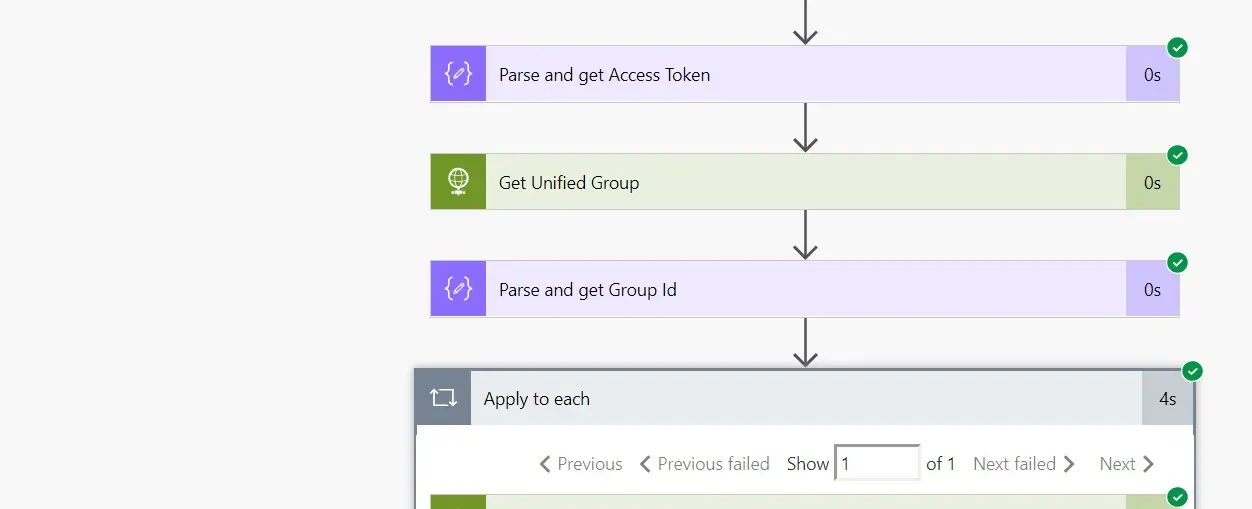 Parse and get Access Token 0s
Get Unified Group 0s
Parse and get Group Id 0s
Apply to each 4s
Previous Previous failed Show 1 of 1 Next failed Next